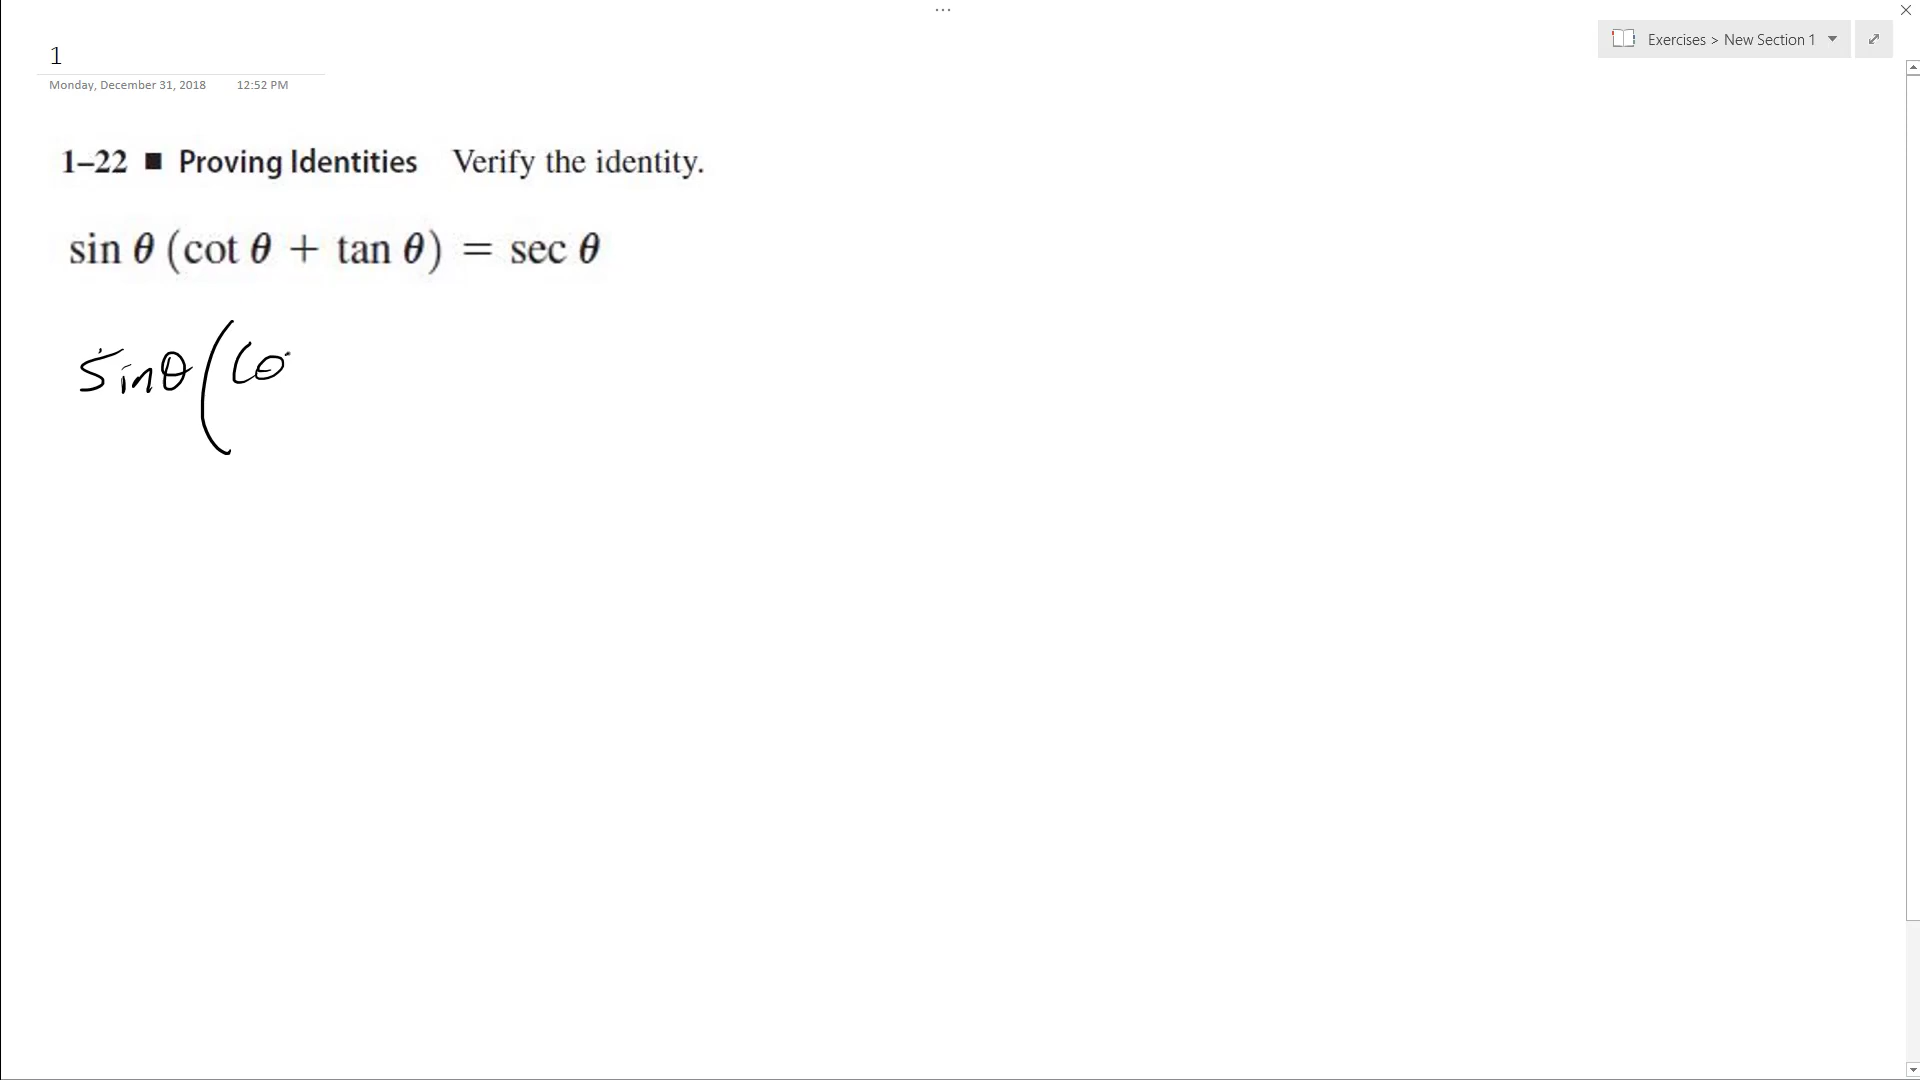 Exercises > New Section 1
1
Monday, December 31, 2018 12:52 PM
1–22 ■ Proving Identities Verify the identity.
sin θ (cot θ + tan θ) = sec θ
sinθ(co